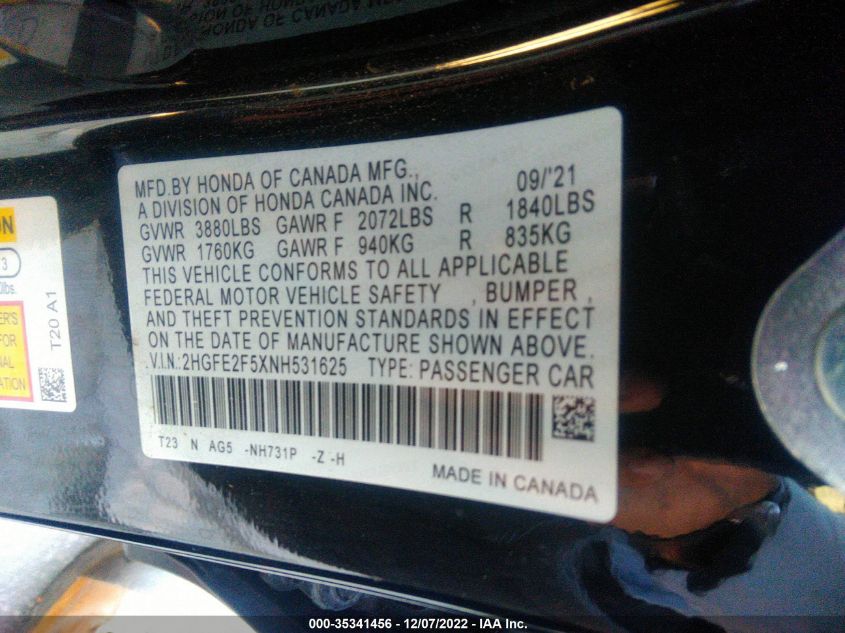 MFD.BY HONDA OF CANADA MFG., 09/'21
A DIVISION OF HONDA CANADA INC.
GVWR 3880LBS GAWR F 2072LBS R 1840LBS
GVWR 1760KG GAWR F 940KG R 835KG
THIS VEHICLE CONFORMS TO ALL APPLICABLE
FEDERAL MOTOR VEHICLE SAFETY , BUMPER ,
AND THEFT PREVENTION STANDARDS IN EFFECT
ON THE DATE OF MANUFACTURE SHOWN ABOVE.
V.I.N.:2HGFE2F5XNH531625 TYPE: PASSENGER CAR
T23 N AG5 -NH731P -Z -H
MADE IN CANADA
T20 A1
000-35341456 - 12/07/2022 - IAA Inc.